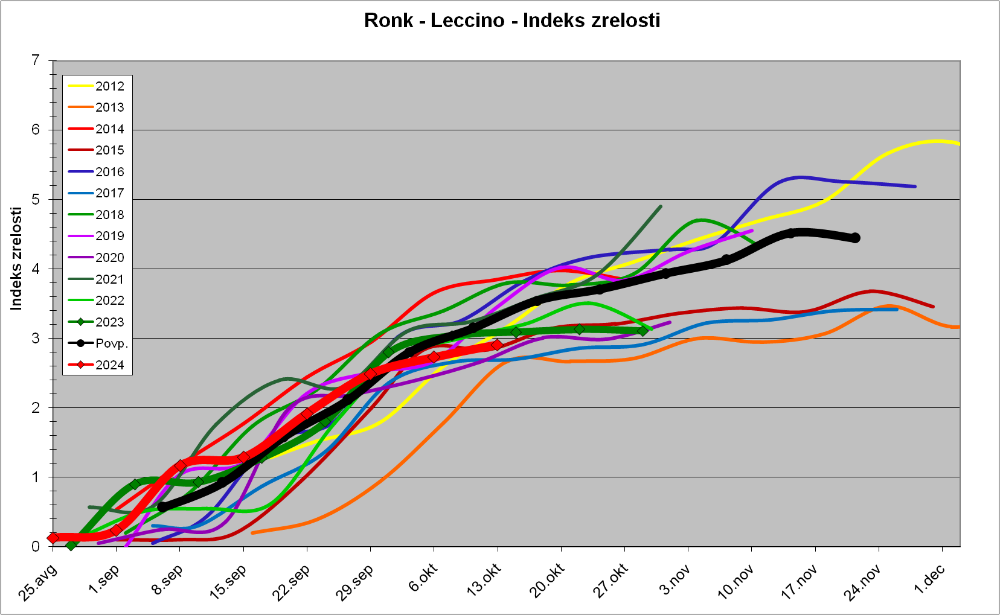 Ronk - Leccino - Indeks zrelosti
Indeks zrelosti
7
6
5
4
3
2
1
0
2012
2013
2014
2015
2016
2017
2018
2019
2020
2021
2022
2023
Povp.
2024
25.avg
1.sep
8.sep
15.sep
22.sep
29.sep
6.okt
13.okt
20.okt
27.okt
3.nov
10.nov
17.nov
24.nov
1.dec